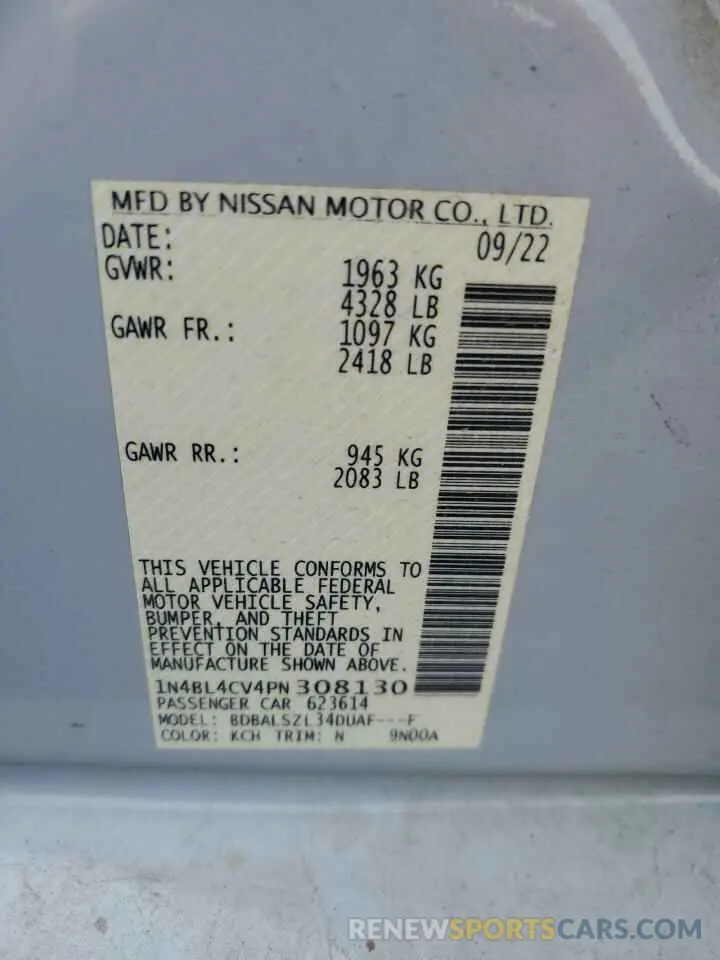 MFD BY NISSAN MOTOR CO., LTD.
DATE: 09/22
GVWR: 1963 KG
4328 LB
GAWR FR.: 1097 KG
2418 LB
GAWR RR.: 945 KG
2083 LB
THIS VEHICLE CONFORMS TO
ALL APPLICABLE FEDERAL
MOTOR VEHICLE SAFETY,
BUMPER, AND THEFT
PREVENTION STANDARDS IN
EFFECT ON THE DATE OF
MANUFACTURE SHOWN ABOVE.
1N4BL4CV4PN308130
PASSENGER CAR 623614
MODEL: BDBALSZL34DUAF---F
COLOR: KCH TRIM: N 9N00A
RENEWSPORTSCARS.COM